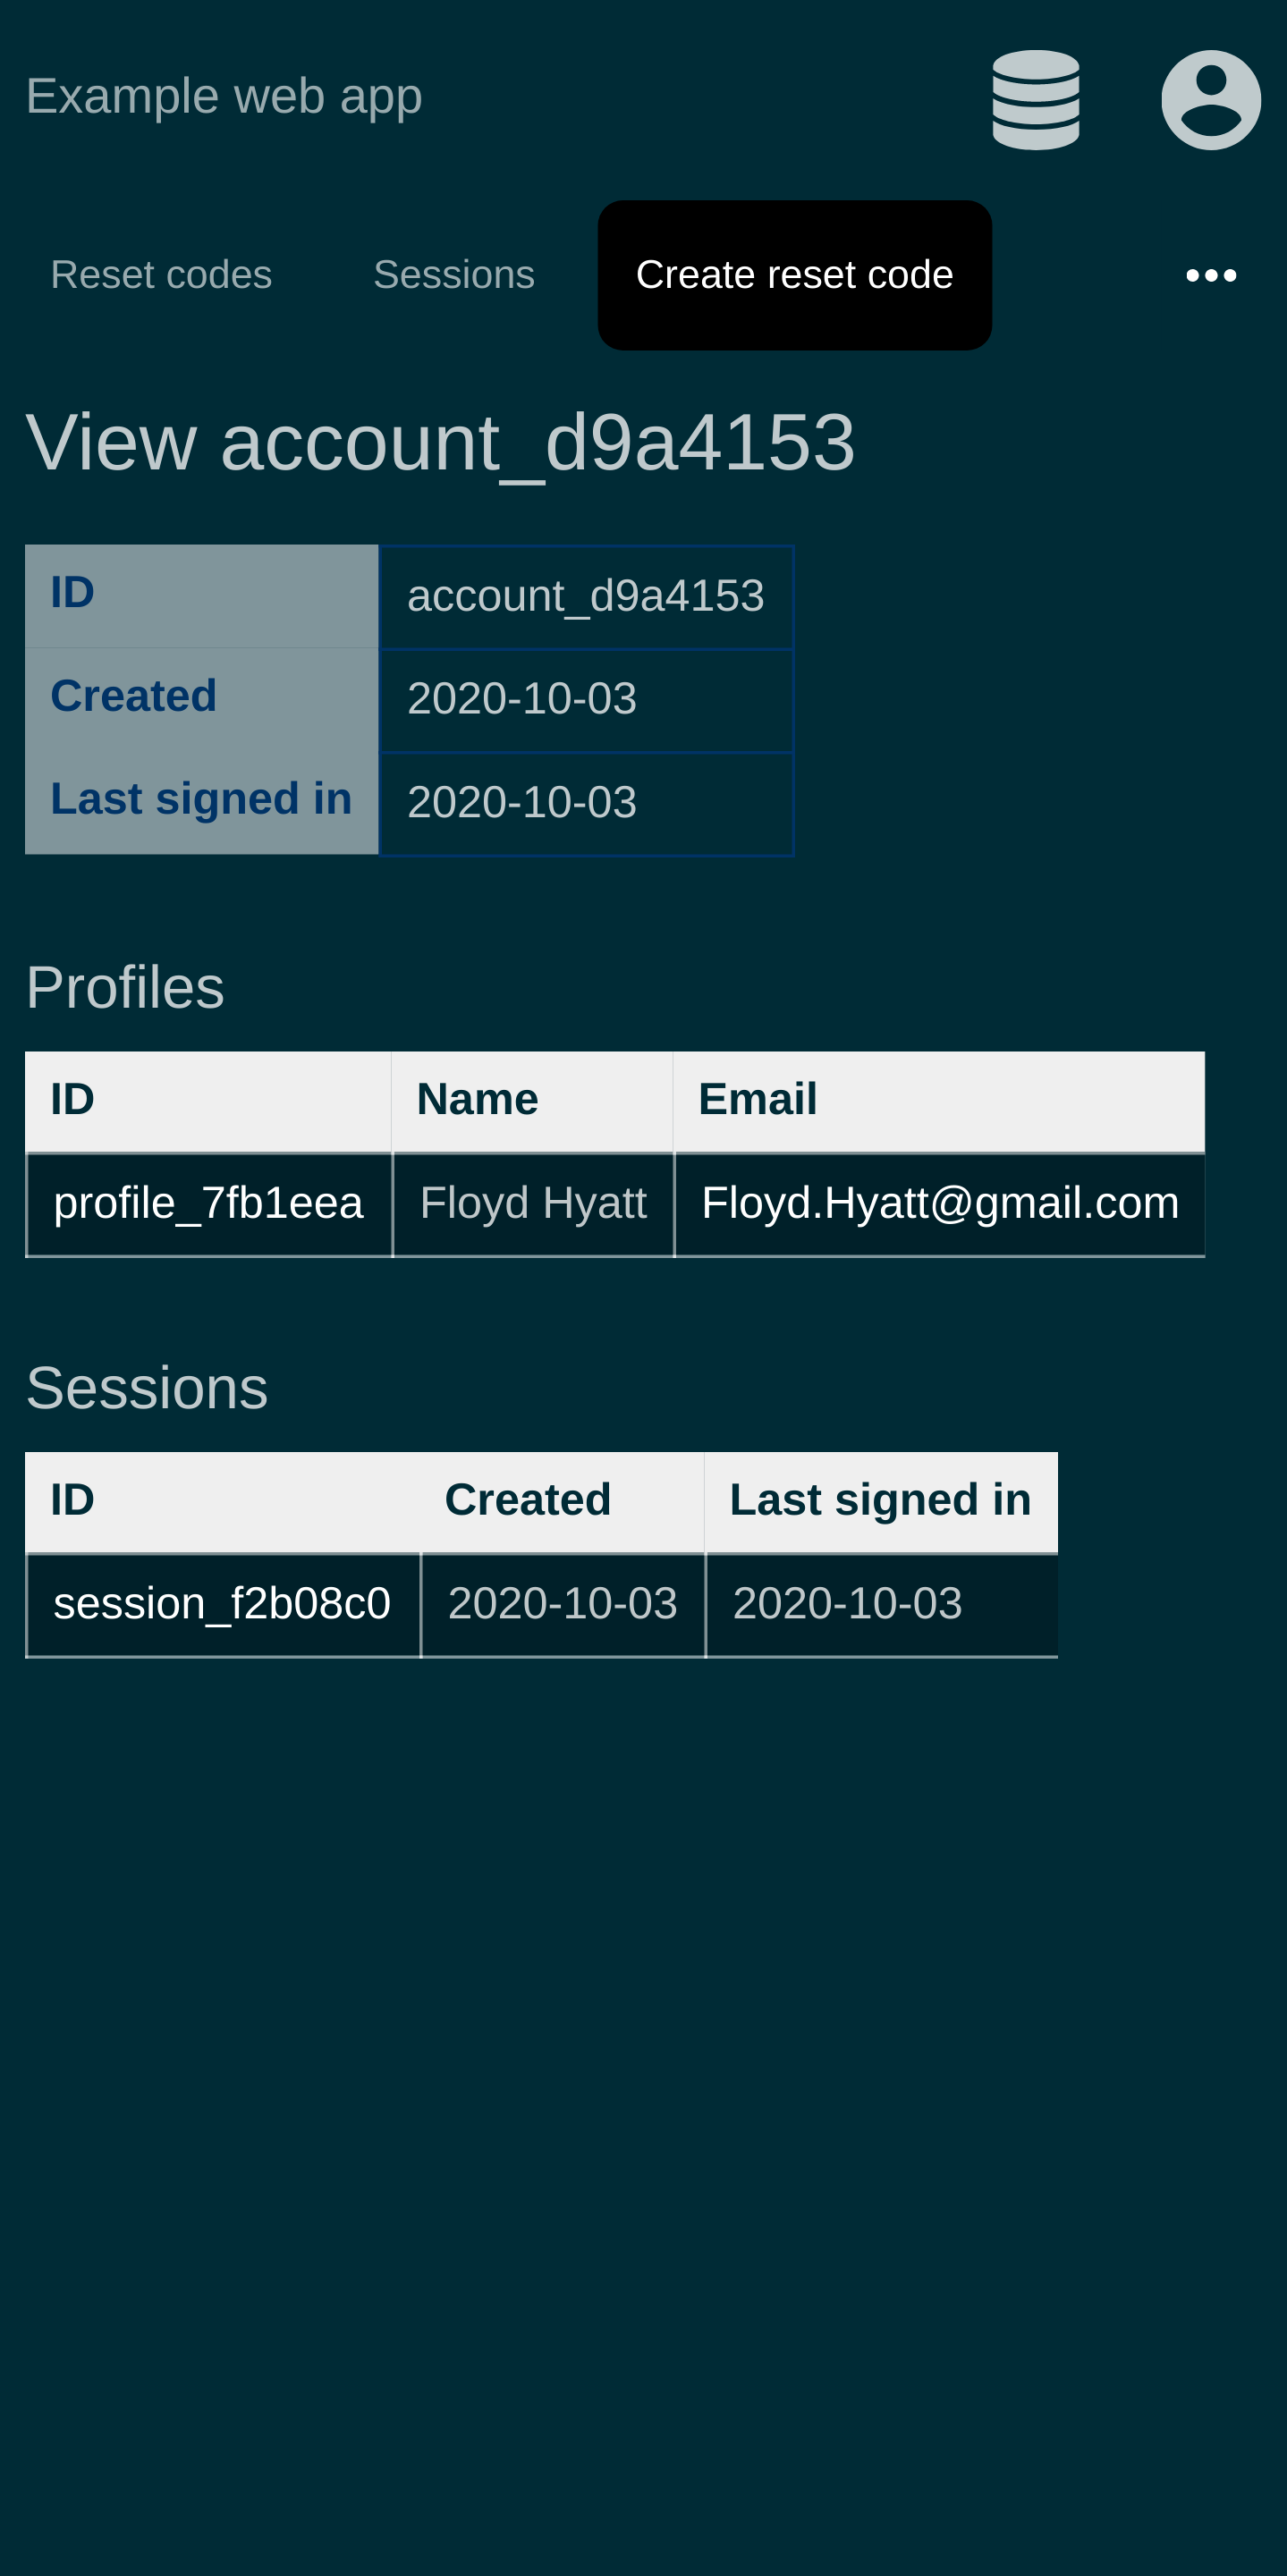 Example web app
Reset codes Sessions Create reset code •••
View account_d9a4153
ID account_d9a4153
Created 2020-10-03
Last signed in 2020-10-03
Profiles
ID Name Email
profile_7fb1eea Floyd Hyatt Floyd.Hyatt@gmail.com
Sessions
ID Created Last signed in
session_f2b08c0 2020-10-03 2020-10-03